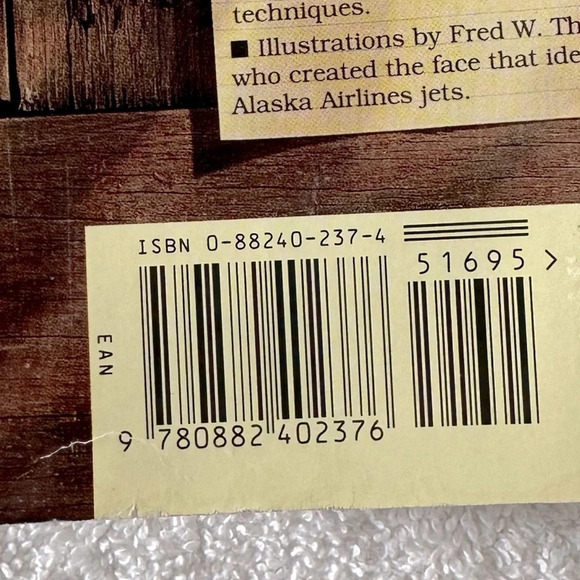 techniques.
■ Illustrations by Fred W. Th
who created the face that ide
Alaska Airlines jets.
ISBN 0-88240-237-4
51695 >
EAN
9 780882 402376